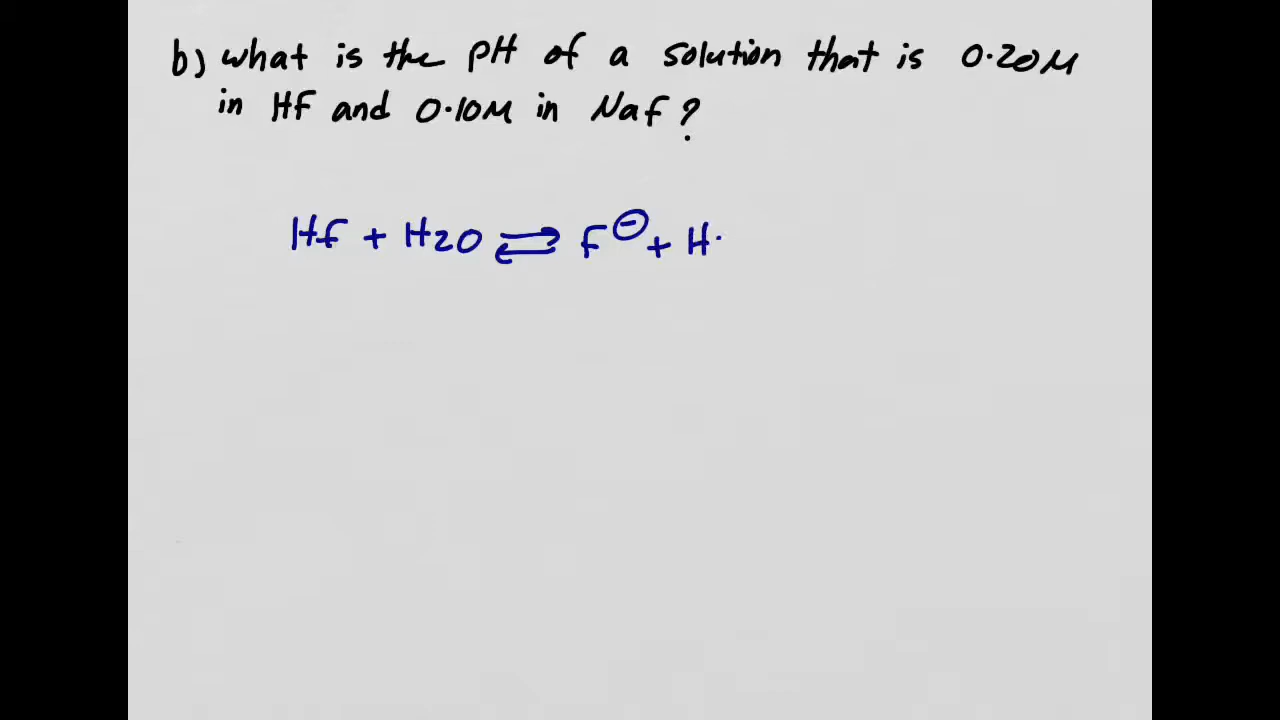 b) what is the pH of a solution that is 0.20M
in HF and 0.10M in NaF?
HF + H2O ⇌ F⊖ + H